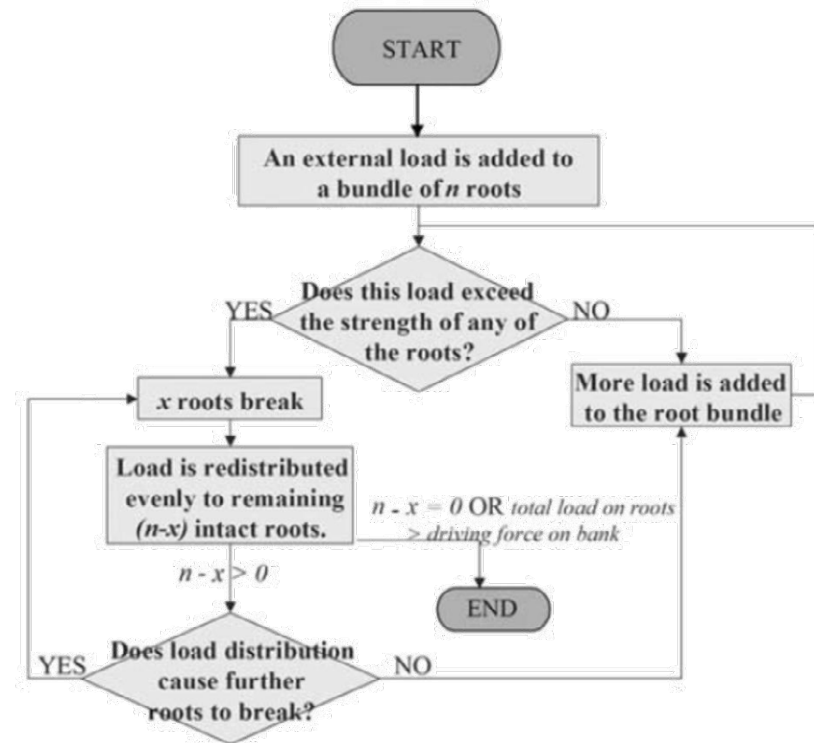 START
An external load is added to
a bundle of n roots
Does this load exceed
the strength of any of
the roots?
YES
NO
x roots break
More load is added
to the root bundle
Load is redistributed
evenly to remaining
(n-x) intact roots.
n - x = 0 OR total load on roots
> driving force on bank
n - x > 0
END
Does load distribution
cause further
roots to break?
YES
NO